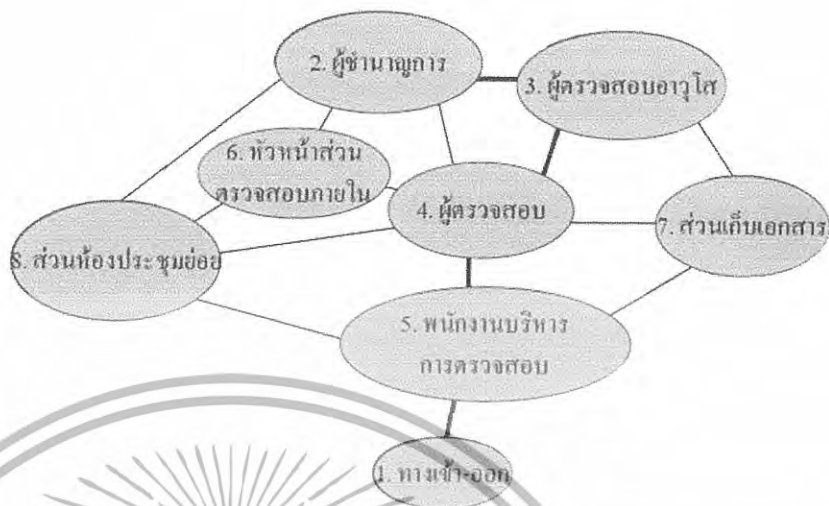 2. ผู้ชำนาญการ
3. ผู้ตรวจสอบอาวุโส
6. หัวหน้าส่วน
ตรวจสอบภายใน
4. ผู้ตรวจสอบ
7. ส่วนเก็บเอกสาร
8. ส่วนห้องประชุมย่อย
5. พนักงานบริหาร
การตรวจสอบ
1. ทางเข้า-ออก